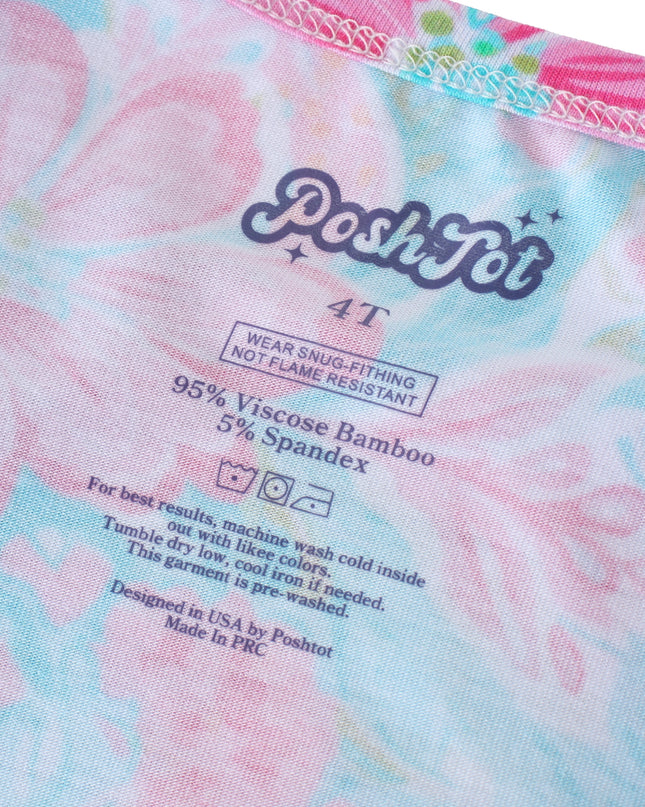 PoshTot
4T
WEAR SNUG-FITHING
NOT FLAME RESISTANT
95% Viscose Bamboo
5% Spandex
For best results, machine wash cold inside
out with likee colors.
Tumble dry low, cool iron if needed.
This garment is pre-washed.
Designed in USA by Poshtot
Made In PRC